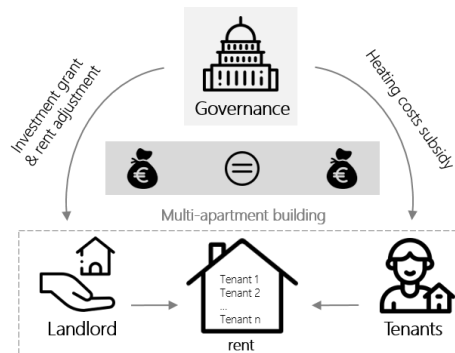 Governance
Investment grant
& rent adjustment
Heating costs subsidy
€
=
€
Multi-apartment building
Tenant 1
Tenant 2
...
Tenant n
Landlord
rent
Tenants